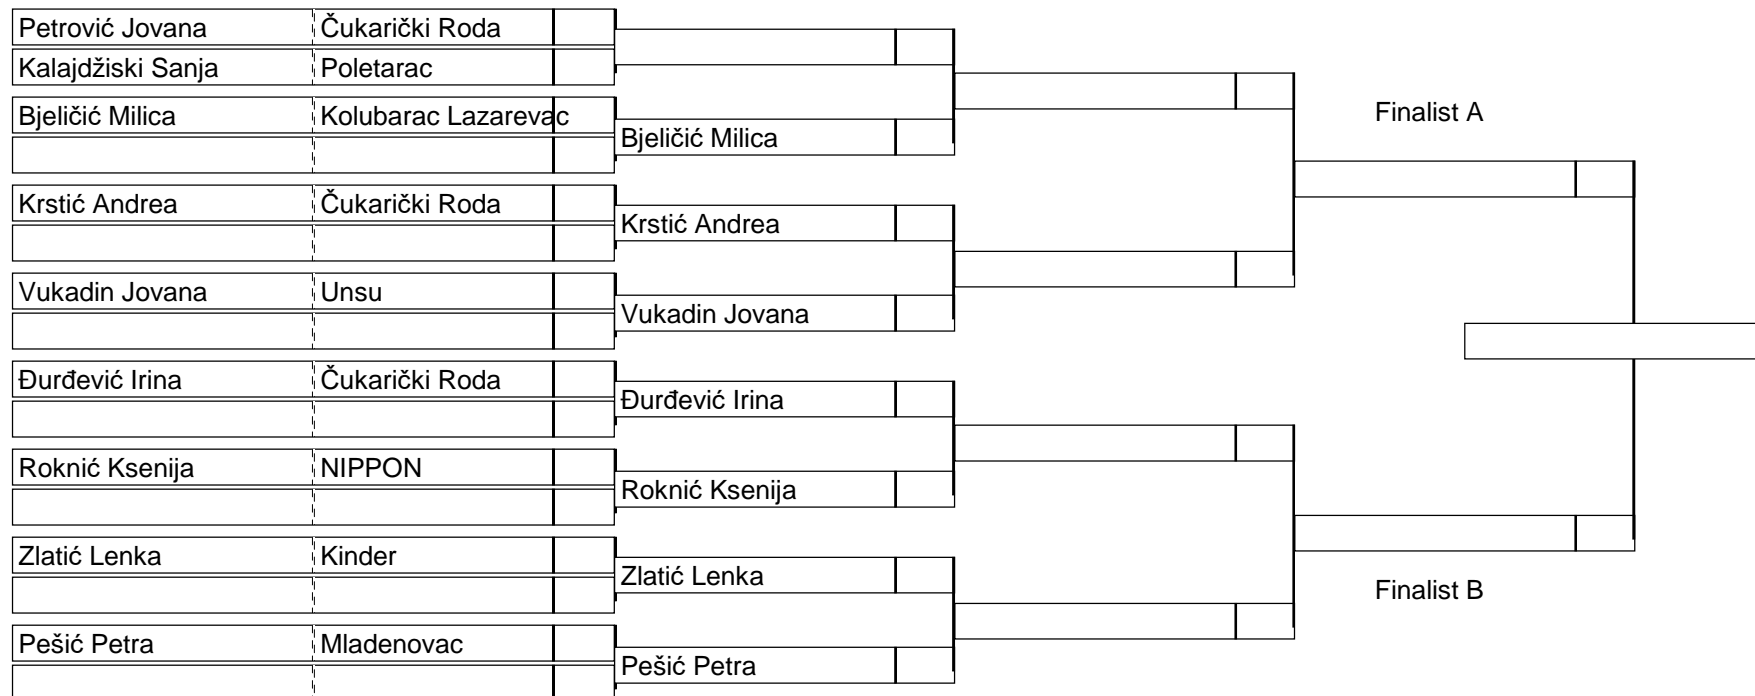 Petrović Jovana Čukarički Roda
Kalajdžiski Sanja Poletarac
Finalist A
Bjeličić Milica Kolubarac Lazarevac
Bjeličić Milica
Krstić Andrea Čukarički Roda
Krstić Andrea
Vukadin Jovana Unsu
Vukadin Jovana
Đurđević Irina Čukarički Roda
Đurđević Irina
Roknić Ksenija NIPPON
Roknić Ksenija
Zlatić Lenka Kinder
Zlatić Lenka
Finalist B
Pešić Petra Mladenovac
Pešić Petra